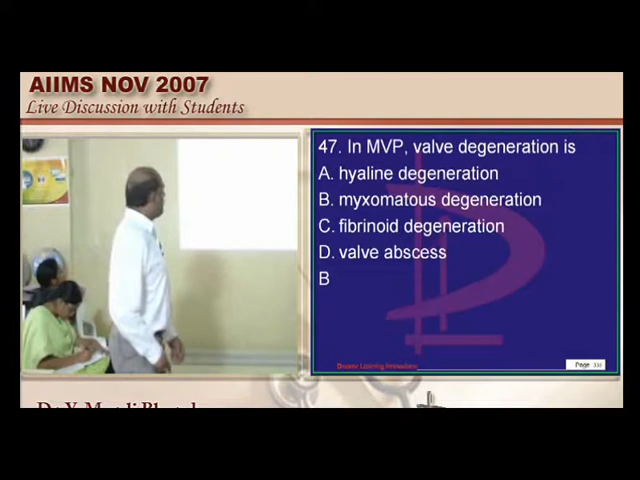 AIIMS NOV 2007
Live Discussion with Students
47. In MVP, valve degeneration is
A. hyaline degeneration
B. myxomatous degeneration
C. fibrinoid degeneration
D. valve abscess
B
Page